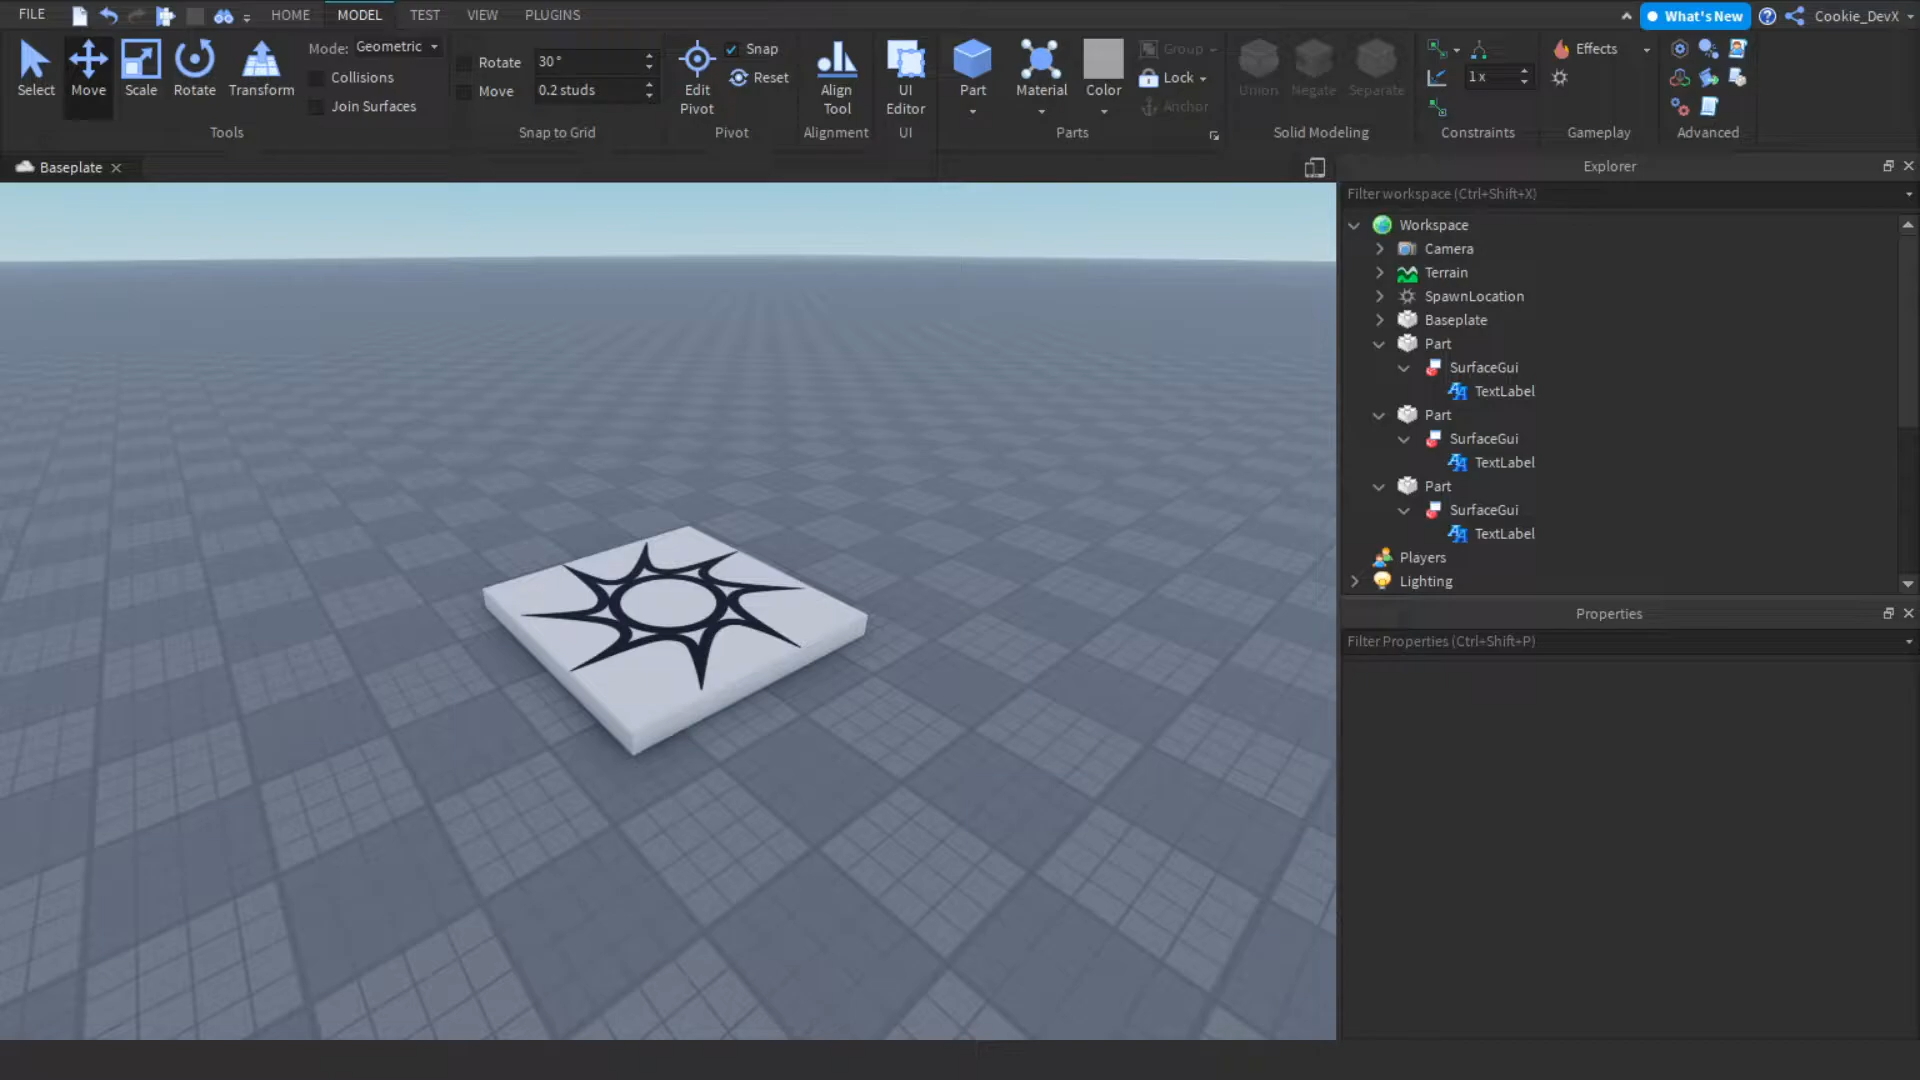 FILE HOME MODEL TEST VIEW PLUGINS What's New Cookie_DevX
Select Move Scale Rotate Transform
Mode: Geometric
Collisions
Join Surfaces
Tools
Rotate 30 °
Move 0.2 studs
Snap to Grid
Edit
Pivot
Snap
Reset
Pivot
Align
Tool
Alignment
UI
Editor
UI
Part Material Color
Group
Lock
Anchor
Parts
Union Negate Separate
Solid Modeling
1 x
Constraints
Effects
Gameplay
Advanced
Baseplate
Explorer
Filter workspace (Ctrl+Shift+X)
Workspace
Camera
Terrain
SpawnLocation
Baseplate
Part
SurfaceGui
TextLabel
Part
SurfaceGui
TextLabel
Part
SurfaceGui
TextLabel
Players
Lighting
Properties
Filter Properties (Ctrl+Shift+P)